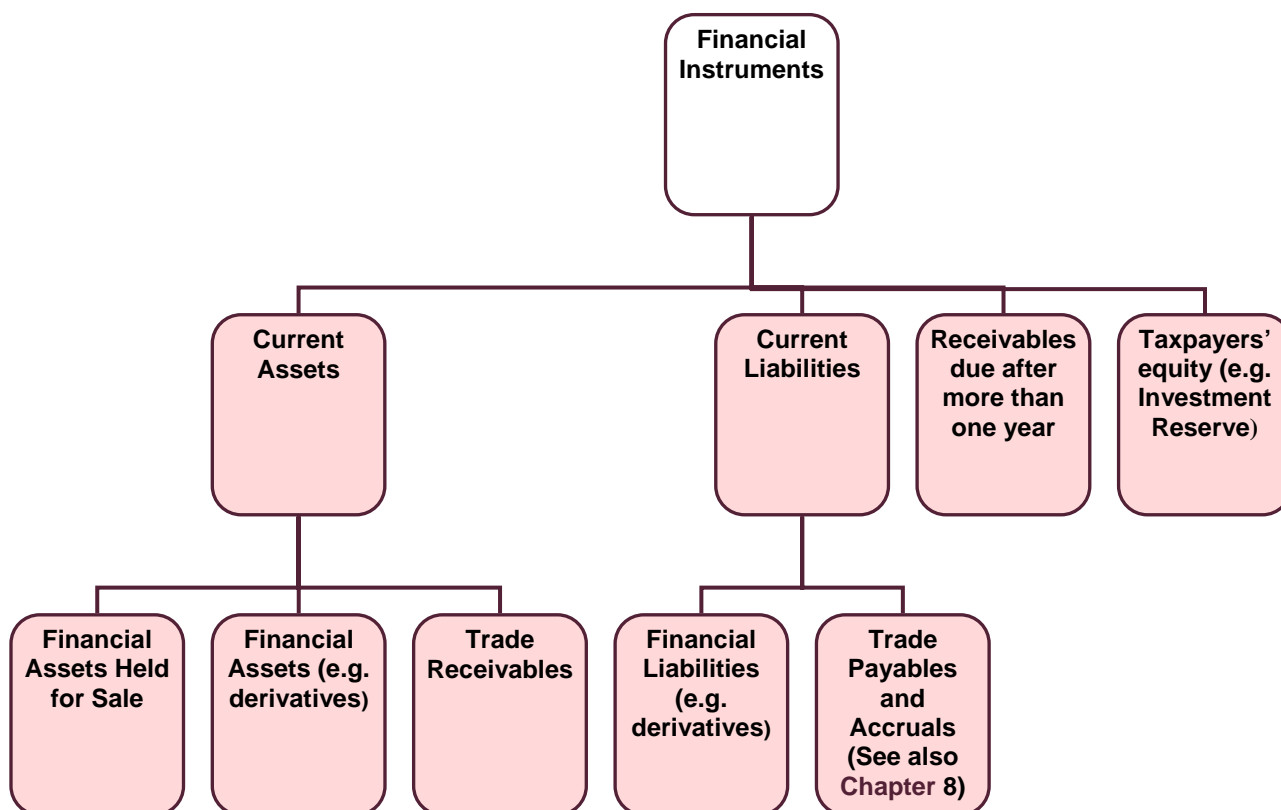 Financial
Instruments
Current
Assets
Current
Liabilities
Receivables
due after
more than
one year
Taxpayers’
equity (e.g.
Investment
Reserve)
Financial
Assets Held
for Sale
Financial
Assets (e.g.
derivatives)
Trade
Receivables
Financial
Liabilities
(e.g.
derivatives)
Trade
Payables
and
Accruals
(See also
Chapter 8)